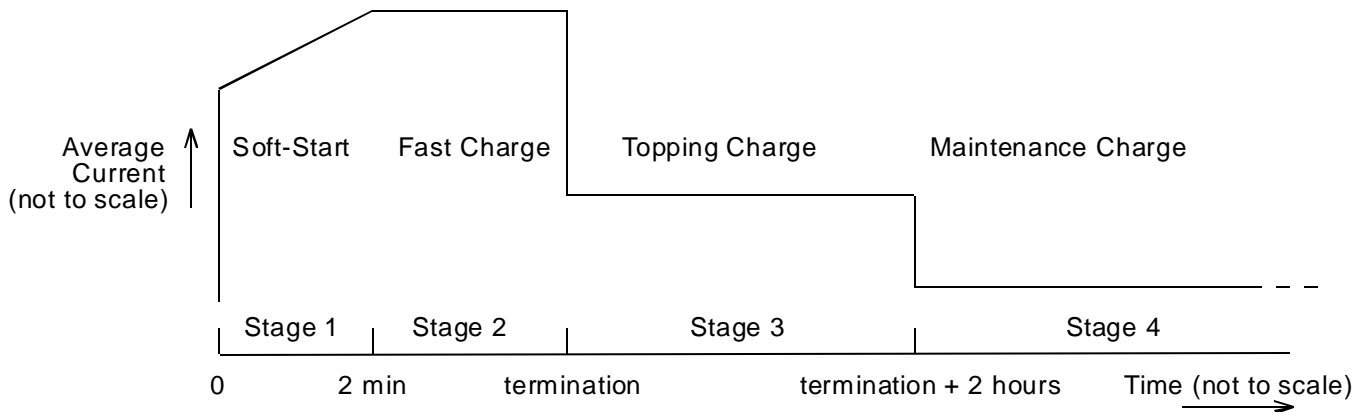 Average
Current
(not to scale)
Soft-Start
Fast Charge
Topping Charge
Maintenance Charge
Stage 1
Stage 2
Stage 3
Stage 4
0
2 min
termination
termination + 2 hours
Time (not to scale)